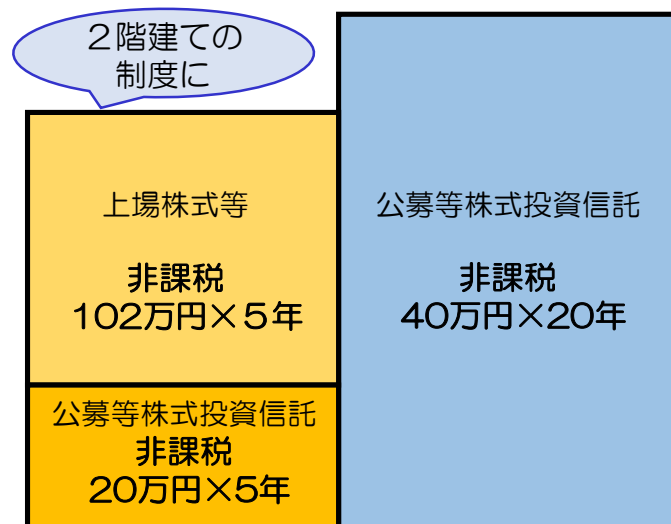 ２階建ての
制度に
上場株式等
非課税
102万円×５年
公募等株式投資信託
非課税
20万円×5年
公募等株式投資信託
非課税
40万円×20年